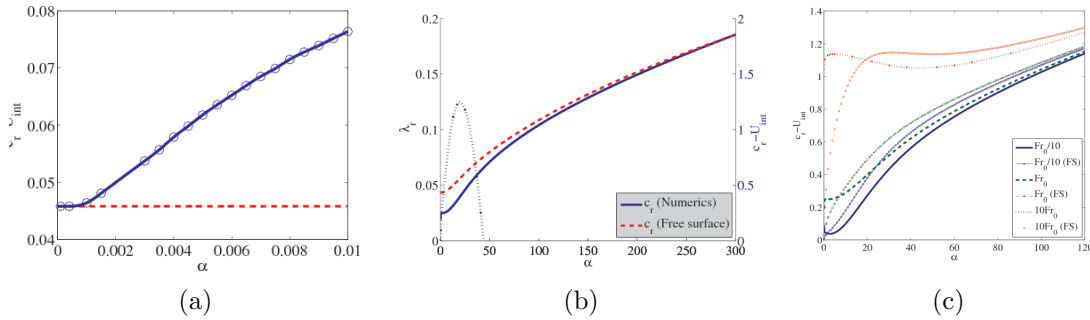 0.08
0.07
0.06
0.05
0.04
0
0.002
0.004
0.006
0.008
0.01
α
(a)
0.2
0.15
0.1
0.05
0
λr
2
1.5
1
0.5
0
cr−Uint
0
50
100
150
200
250
300
α
cr (Numerics)
cr (Free surface)
(b)
1.4
1.2
1
0.8
0.6
0.4
0.2
0
cr−Uint
0
20
40
60
80
100
120
α
Fr0/10
Fr0/10 (FS)
Fr0
Fr0 (FS)
10Fr0
10Fr0 (FS)
(c)